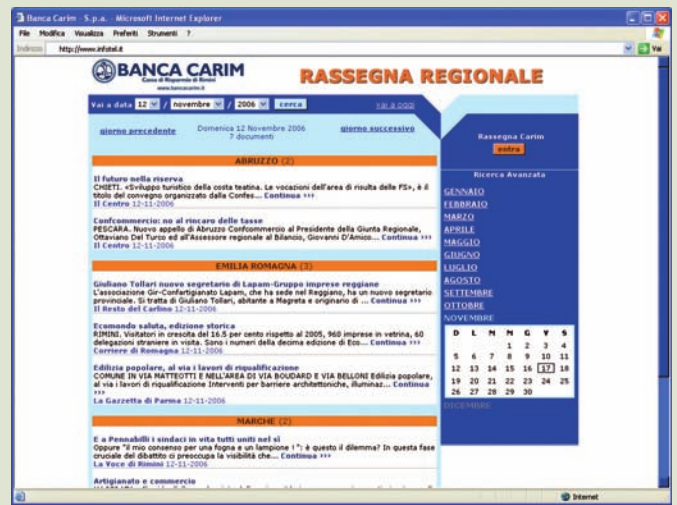 Banca Carim - S.p.a. - Microsoft Internet Explorer
File Modifica Visualizza Preferiti Strumenti ?
Indirizzo http://www.infotel.it Vai
BANCA CARIM
Cassa di Risparmio di Rimini
www.bancacarim.it
RASSEGNA REGIONALE
Vai a data 12 / novembre / 2006 cerca vai a oggi
giorno precedente Domenica 12 Novembre 2006 giorno successivo
7 documenti
ABRUZZO (2)
Il futuro nella riserva
CHIETI. «Sviluppo turistico della costa teatina. Le vocazioni dell'area di risulta delle FS», è il
titolo del convegno organizzato dalla Confes... Continua >>>
Il Centro 12-11-2006
Confcommercio: no al rincaro delle tasse
PESCARA. Nuovo appello di Abruzzo Confcommercio al Presidente della Giunta Regionale,
Ottaviano Del Turco ed all'Assessore regionale al Bilancio, Giovanni D'Amico... Continua >>>
Il Centro 12-11-2006
EMILIA ROMAGNA (3)
Giuliano Tollari nuovo segretario di Lapam-Gruppo imprese reggiano
L'associazione Gir-Confartigianato Lapam, che ha sede nel Reggiano, ha un nuovo segretario
provinciale. Si tratta di Giuliano Tollari, abitante a Magreta e originario di ... Continua >>>
Il Resto del Carlino 12-11-2006
Ecomondo saluta, edizione storica
RIMINI. Visitatori in crescita del 16.5 per cento rispetto al 2005, 960 imprese in vetrina, 60
delegazioni straniere in visita. Sono i numeri della decima edizione di Eco... Continua >>>
Corriere di Romagna 12-11-2006
Edilizia popolare, al via i lavori di riqualificazione
COMUNE IN VIA MATTEOTTI E NELL'AREA DI VIA BOUDARD E VIA BELLONI Edilizia popolare,
al via i lavori di riqualificazione Interventi per barriere architettoniche, illuminaz... Continua
>>>
La Gazzetta di Parma 12-11-2006
MARCHE (2)
E a Pennabilli i sindaci in vita tutti uniti nel sì
Oppure "il mio consenso per una fogna e un lampione ! ": è questo il dilemma? In questa fase
cruciale del dibattito ci preoccupa la visibilità che... Continua >>>
La Voce di Rimini 12-11-2006
Artigianato e commercio
Rassegna Carim
entra
Ricerca Avanzata
GENNAIO
FEBBRAIO
MARZO
APRILE
MAGGIO
GIUGNO
LUGLIO
AGOSTO
SETTEMBRE
OTTOBRE
NOVEMBRE
D L M M G V S
1 2 3 4
5 6 7 8 9 10 11
12 13 14 15 16 17 18
19 20 21 22 23 24 25
26 27 28 29 30
DICEMBRE
Internet